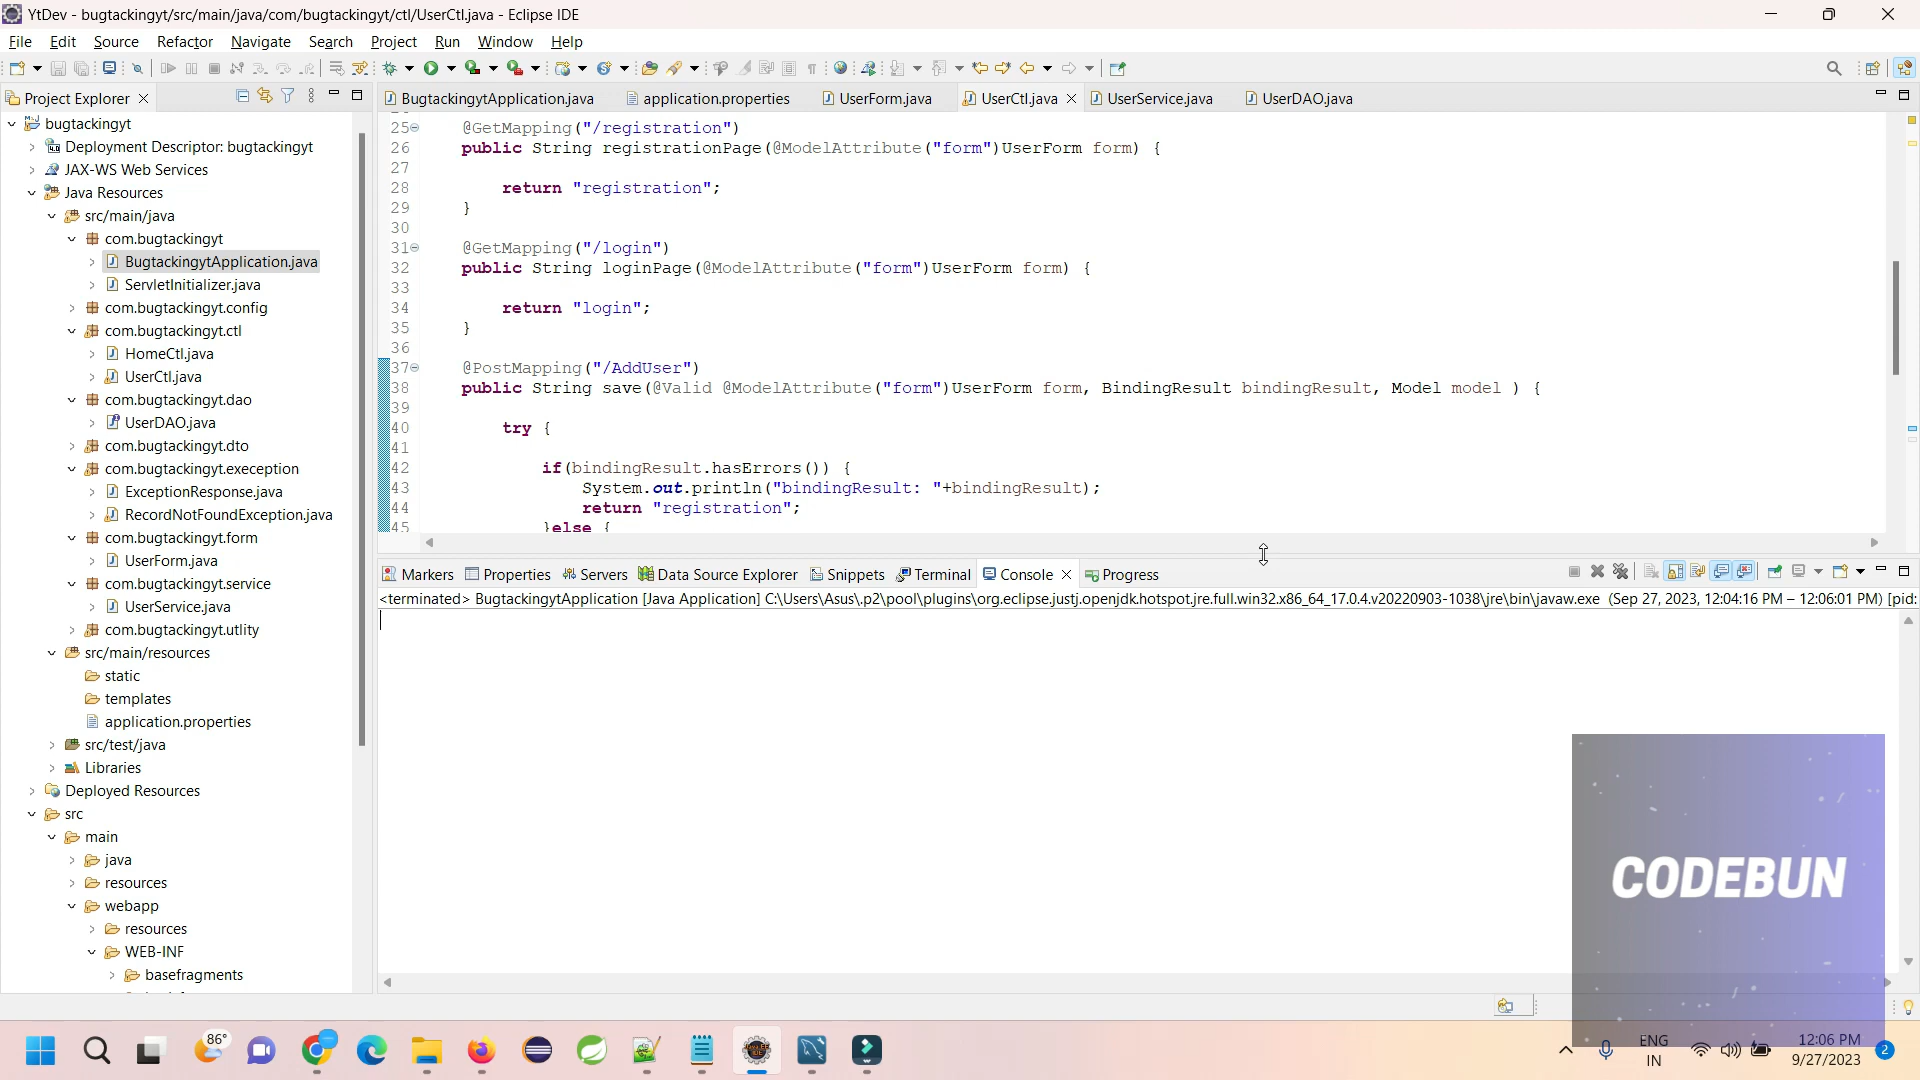 YtDev - bugtackingyt/src/main/java/com/bugtackingyt/ctl/UserCtl.java - Eclipse IDE
File Edit Source Refactor Navigate Search Project Run Window Help
Project Explorer
BugtackingytApplication.java application.properties UserForm.java UserCtl.java UserService.java UserDAO.java
bugtackingyt
Deployment Descriptor: bugtackingyt
JAX-WS Web Services
Java Resources
src/main/java
com.bugtackingyt
BugtackingytApplication.java
ServletInitializer.java
com.bugtackingyt.config
com.bugtackingyt.ctl
HomeCtl.java
UserCtl.java
com.bugtackingyt.dao
UserDAO.java
com.bugtackingyt.dto
com.bugtackingyt.exeception
ExceptionResponse.java
RecordNotFoundException.java
com.bugtackingyt.form
UserForm.java
com.bugtackingyt.service
UserService.java
com.bugtackingyt.utlity
src/main/resources
static
templates
application.properties
src/test/java
Libraries
Deployed Resources
src
main
java
resources
webapp
resources
WEB-INF
basefragments
25 @GetMapping("/registration")
26 public String registrationPage(@ModelAttribute("form")UserForm form) {
27
28 return "registration";
29 }
30
31 @GetMapping("/login")
32 public String loginPage(@ModelAttribute("form")UserForm form) {
33
34 return "login";
35 }
36
37 @PostMapping("/AddUser")
38 public String save(@Valid @ModelAttribute("form")UserForm form, BindingResult bindingResult, Model model ) {
39
40 try {
41
42 if(bindingResult.hasErrors()) {
43 System.out.println("bindingResult: "+bindingResult);
44 return "registration";
45 }else {
Markers Properties Servers Data Source Explorer Snippets Terminal Console Progress
<terminated> BugtackingytApplication [Java Application] C:\Users\Asus\.p2\pool\plugins\org.eclipse.justj.openjdk.hotspot.jre.full.win32.x86_64_17.0.4.v20220903-1038\jre\bin\javaw.exe (Sep 27, 2023, 12:04:16 PM – 12:06:01 PM) [pid:
CODEBUN
86°
ENG
IN
12:06 PM
9/27/2023
2